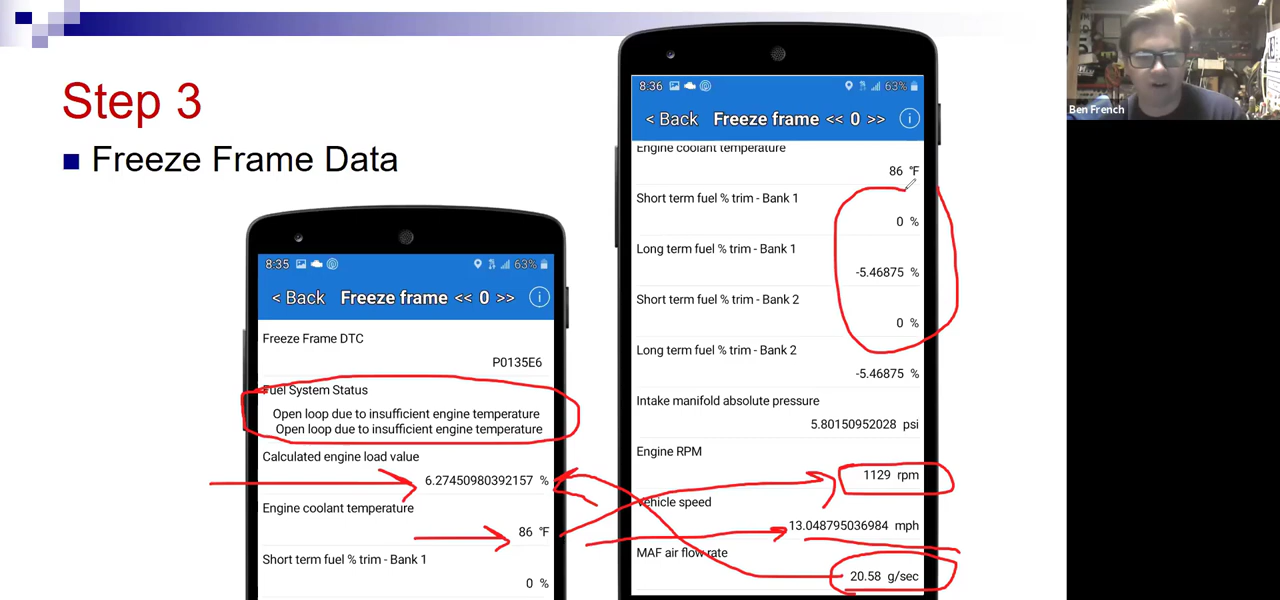 Step 3
Freeze Frame Data
8:35
63%
< Back Freeze frame << 0 >> i
Freeze Frame DTC
P0135E6
Fuel System Status
Open loop due to insufficient engine temperature
Open loop due to insufficient engine temperature
Calculated engine load value
6.27450980392157 %
Engine coolant temperature
86 °F
Short term fuel % trim - Bank 1
0 %
8:36
63%
< Back Freeze frame << 0 >> i
Engine coolant temperature
86 °F
Short term fuel % trim - Bank 1
0 %
Long term fuel % trim - Bank 1
-5.46875 %
Short term fuel % trim - Bank 2
0 %
Long term fuel % trim - Bank 2
-5.46875 %
Intake manifold absolute pressure
5.80150952028 psi
Engine RPM
1129 rpm
Vehicle speed
13.048795036984 mph
MAF air flow rate
20.58 g/sec
Ben French